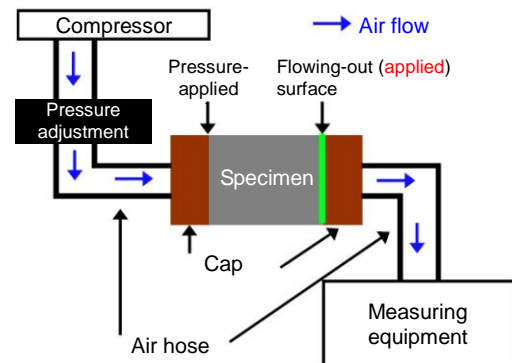 Compressor
Air flow
Pressure-
applied
Flowing-out (applied)
surface
Pressure
adjustment
Specimen
Cap
Air hose
Measuring
equipment